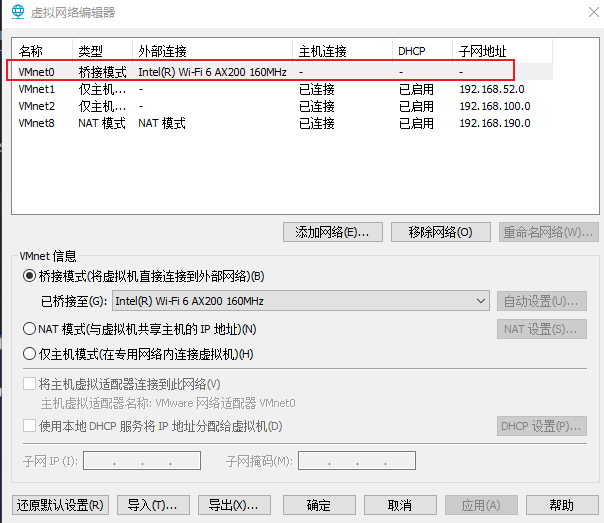 虚拟网络编辑器
名称 类型 外部连接 主机连接 DHCP 子网地址
VMnet0 桥接模式 Intel(R) Wi-Fi 6 AX200 160MHz - - -
VMnet1 仅主机... - 已连接 已启用 192.168.52.0
VMnet2 仅主机... - 已连接 已启用 192.168.100.0
VMnet8 NAT 模式 NAT 模式 已连接 已启用 192.168.190.0
添加网络(E)... 移除网络(O) 重命名网络(W)...
VMnet 信息
桥接模式(将虚拟机直接连接到外部网络)(B)
已桥接至(G): Intel(R) Wi-Fi 6 AX200 160MHz 自动设置(U)...
NAT 模式(与虚拟机共享主机的 IP 地址)(N) NAT 设置(S)...
仅主机模式(在专用网络内连接虚拟机)(H)
将主机虚拟适配器连接到此网络(V)
主机虚拟适配器名称: VMware 网络适配器 VMnet0
使用本地 DHCP 服务将 IP 地址分配给虚拟机(D) DHCP 设置(P)...
子网 IP (I): . . . 子网掩码(M): . . .
还原默认设置(R) 导入(T)... 导出(X)... 确定 取消 应用(A) 帮助